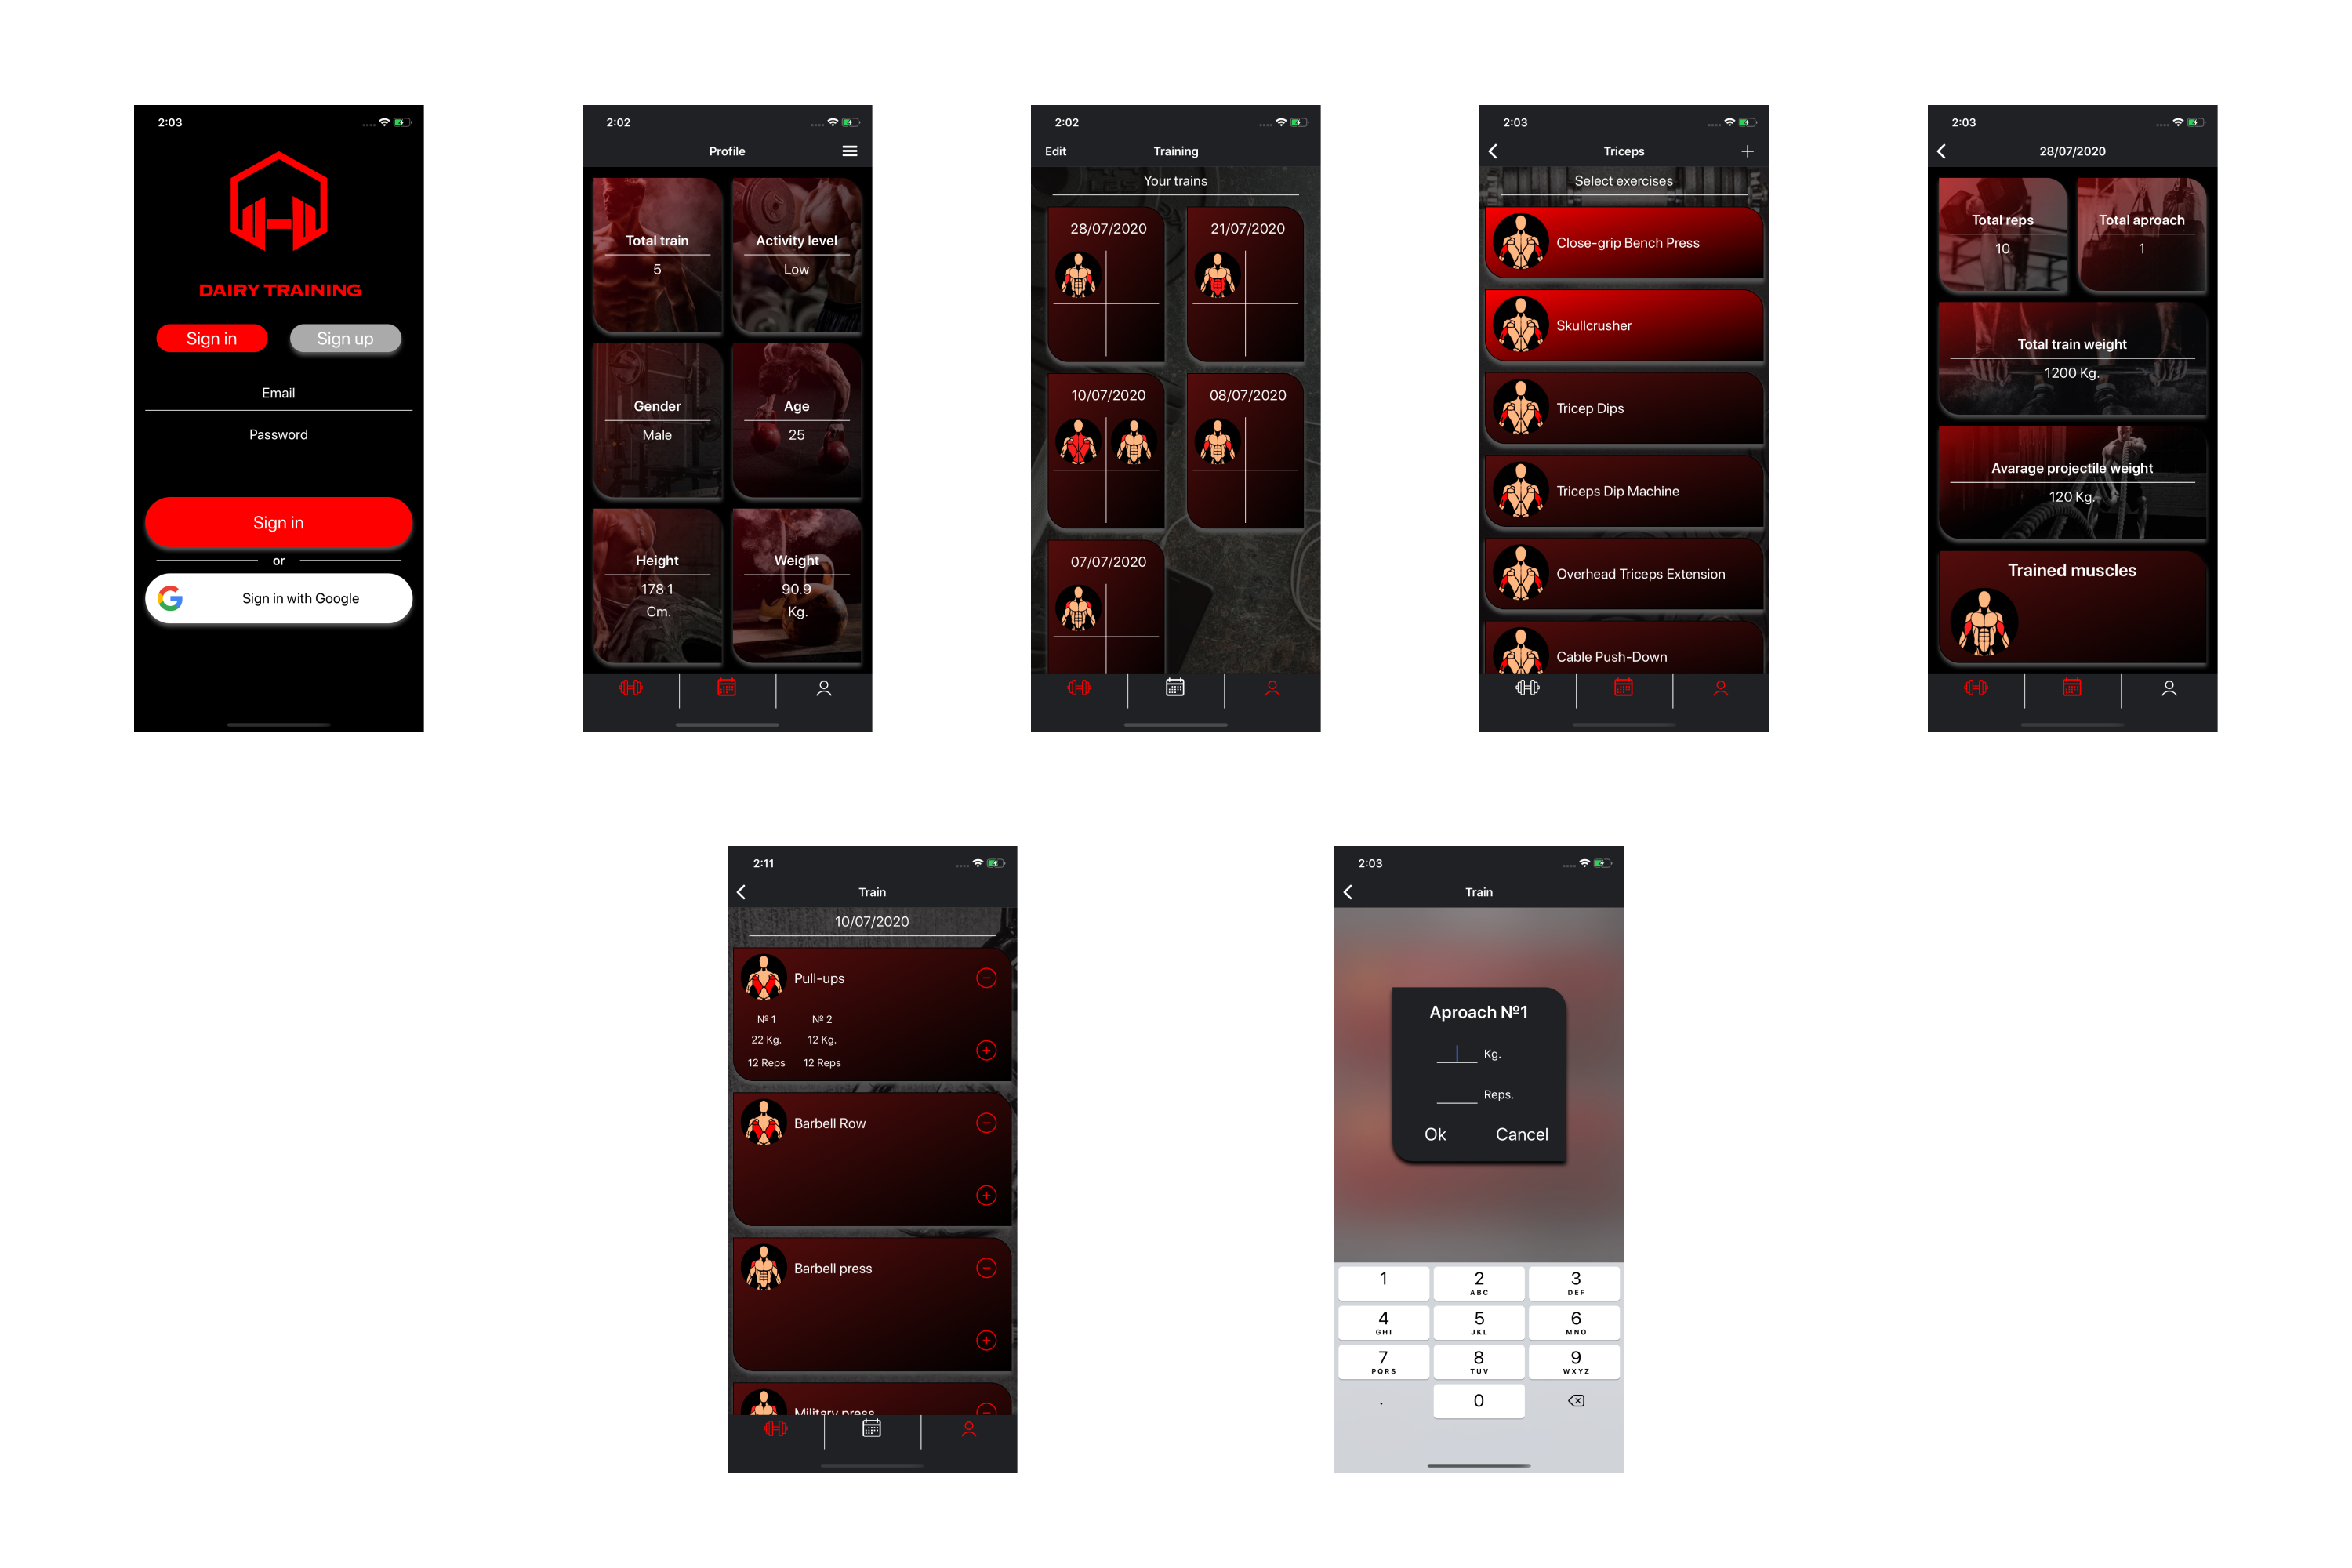 2:03
DAIRY TRAINING
Sign in
Sign up
Email
Password
Sign in
or
Sign in with Google
2:02
Profile
Total train
5
Activity level
Low
Gender
Male
Age
25
Height
178.1
Cm.
Weight
90.9
Kg.
2:02
Edit
Training
Your trains
28/07/2020
21/07/2020
10/07/2020
08/07/2020
07/07/2020
2:03
Triceps
Select exercises
Close-grip Bench Press
Skullcrusher
Tricep Dips
Triceps Dip Machine
Overhead Triceps Extension
Cable Push-Down
2:03
28/07/2020
Total reps
10
Total aproach
1
Total train weight
1200 Kg.
Avarage projectile weight
120 Kg.
Trained muscles
2:11
Train
10/07/2020
Pull-ups
Nº 1 Nº 2
22 Kg. 12 Kg.
12 Reps 12 Reps
Barbell Row
Barbell press
Military press
2:03
Train
Aproach Nº1
Kg.
Reps.
Ok Cancel
1 2 3
ABC DEF
4 5 6
GHI JKL MNO
7 8 9
PQRS TUV WXYZ
. 0